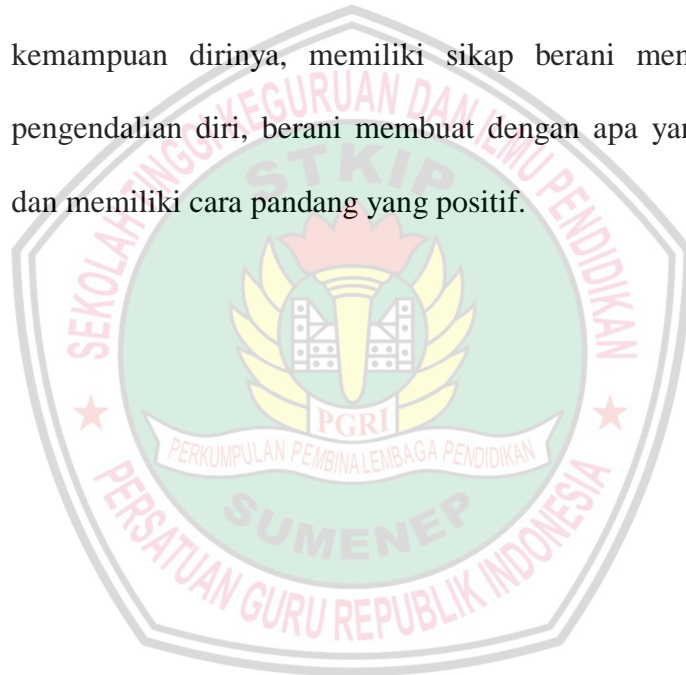 kemampuan dirinya, memiliki sikap berani men
pengendalian diri, berani membuat dengan apa yan
dan memiliki cara pandang yang positif.
SEKOLAH TINGGI KEGURUAN DAN ILMU PENDIDIKAN
STKIP
PGRI
PERKUMPULAN PEMBINA LEMBAGA PENDIDIKAN
SUMENEP
PERSATUAN GURU REPUBLIK INDONESIA